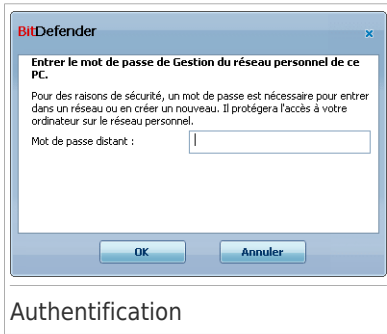 BitDefender
Entrer le mot de passe de Gestion du réseau personnel de ce
PC.
Pour des raisons de sécurité, un mot de passe est nécessaire pour entrer
dans un réseau ou en créer un nouveau. Il protégera l'accès à votre
ordinateur sur le réseau personnel.
Mot de passe distant :
OK
Annuler
Authentification